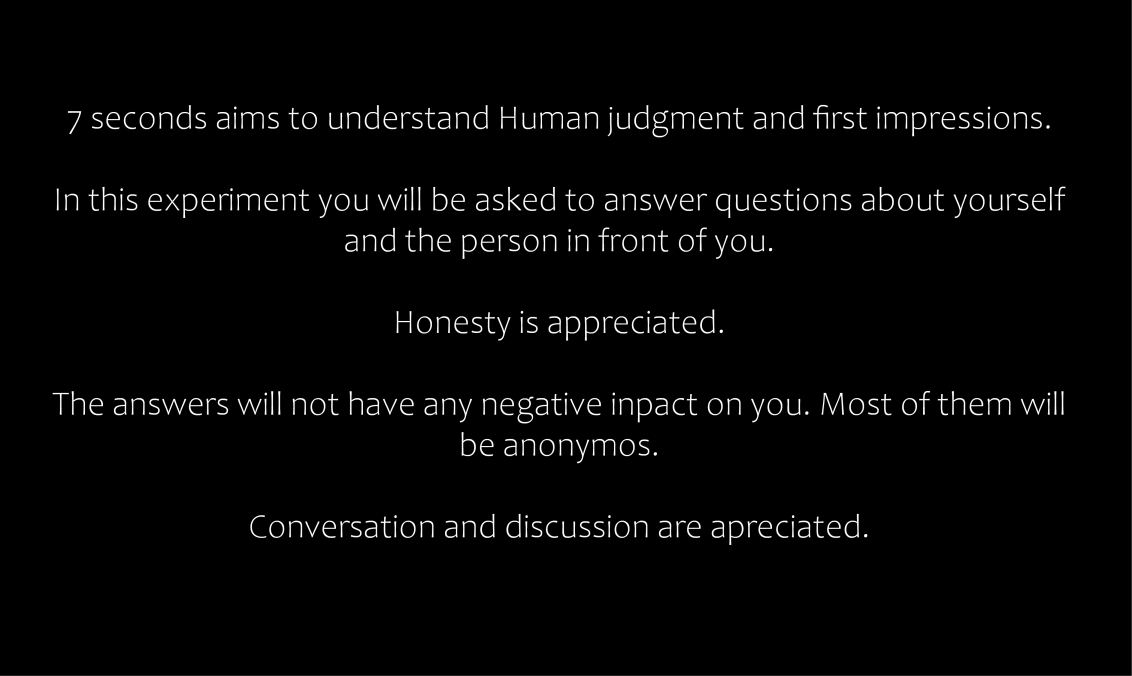 7 seconds aims to understand Human judgment and first impressions.
In this experiment you will be asked to answer questions about yourself
and the person in front of you.
Honesty is appreciated.
The answers will not have any negative inpact on you. Most of them will
be anonymos.
Conversation and discussion are apreciated.